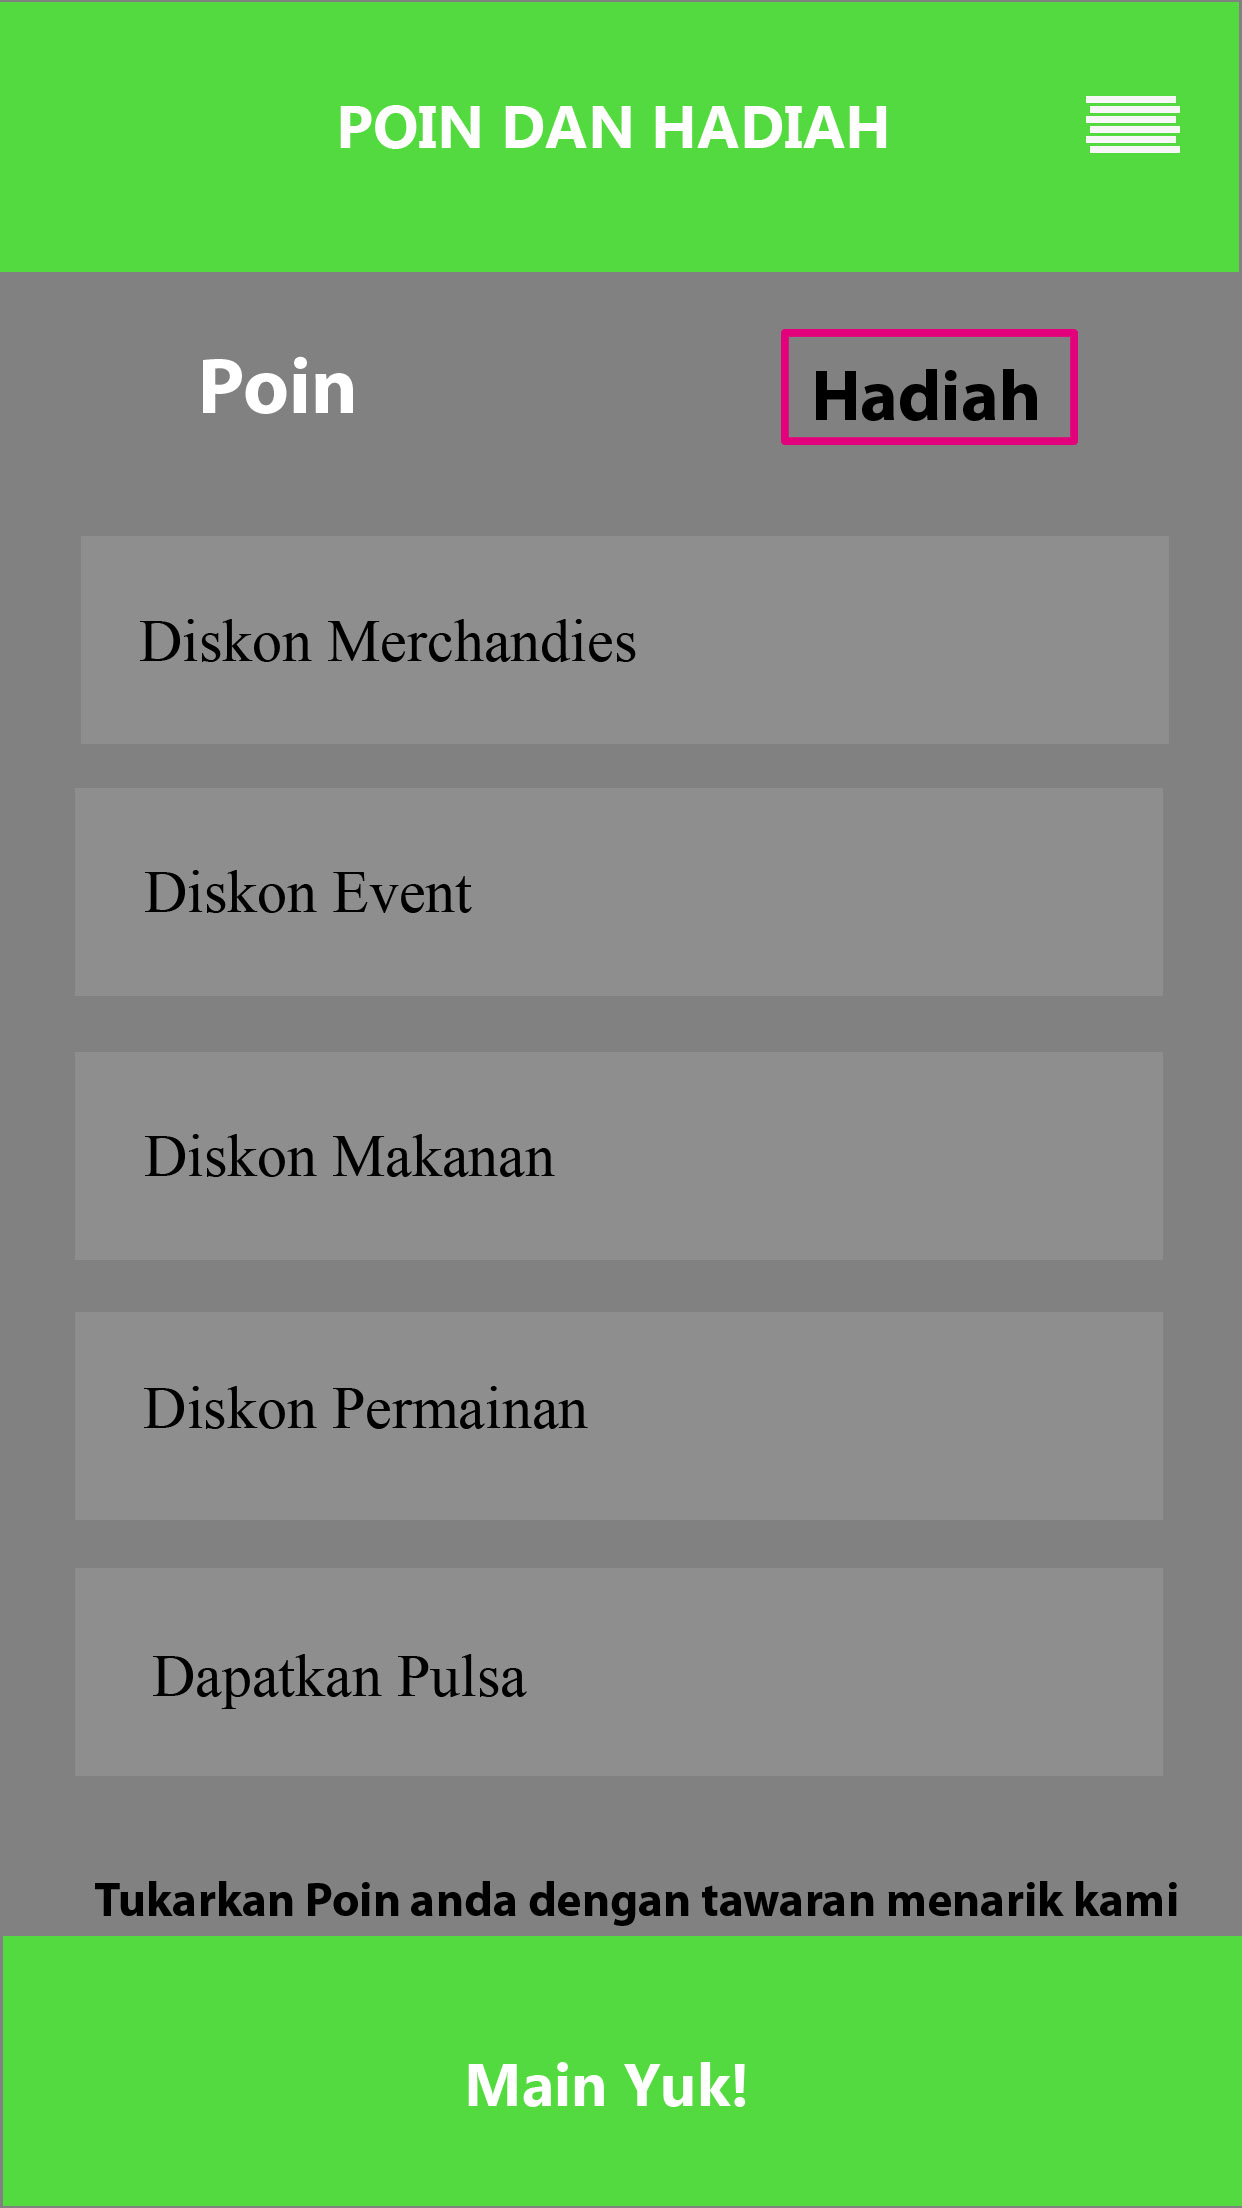 POIN DAN HADIAH
Poin
Hadiah
Diskon Merchandies
Diskon Event
Diskon Makanan
Diskon Permainan
Dapatkan Pulsa
Tukarkan Poin anda dengan tawaran menarik kami
Main Yuk!